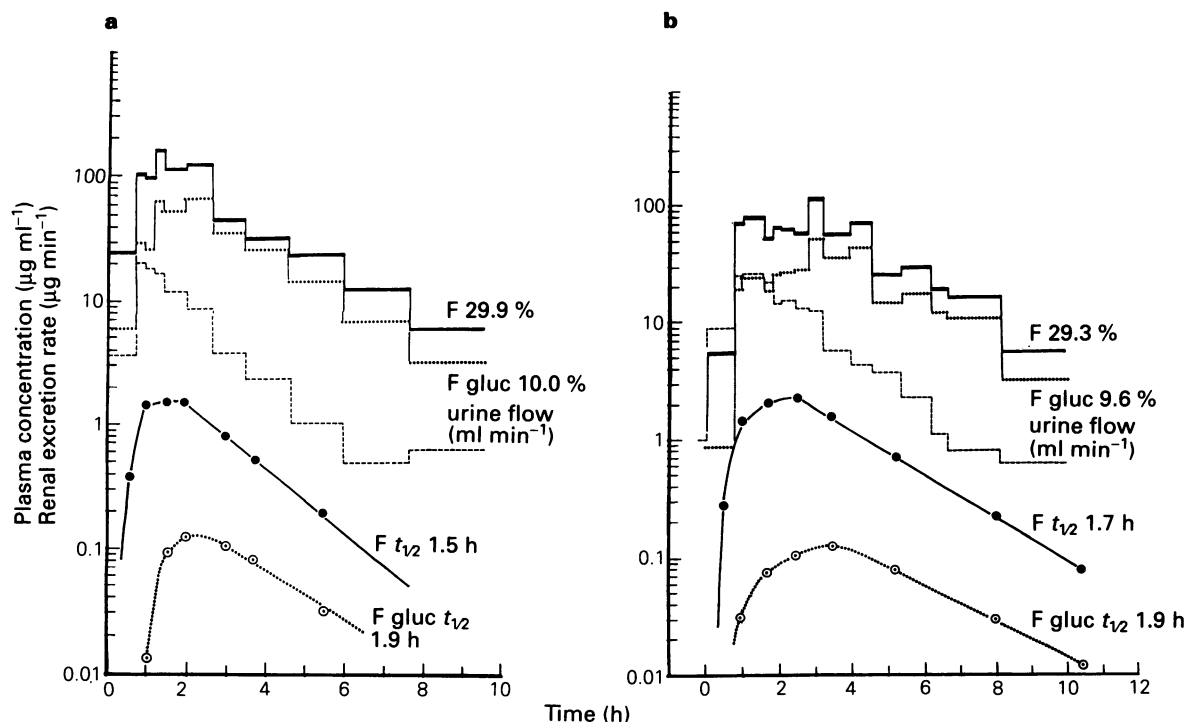 a
b
Plasma concentration (µg ml⁻¹)
Renal excretion rate (µg min⁻¹)
100
10
1
0.1
0.01
F 29.9 %
F gluc 10.0 %
urine flow
(ml min⁻¹)
F t1/2 1.5 h
F gluc t1/2
1.9 h
0 2 4 6 8 10
100
10
1
0.1
0.01
F 29.3 %
F gluc 9.6 %
urine flow
(ml min⁻¹)
F t1/2 1.7 h
F gluc t1/2 1.9 h
0 2 4 6 8 10 12
Time (h)